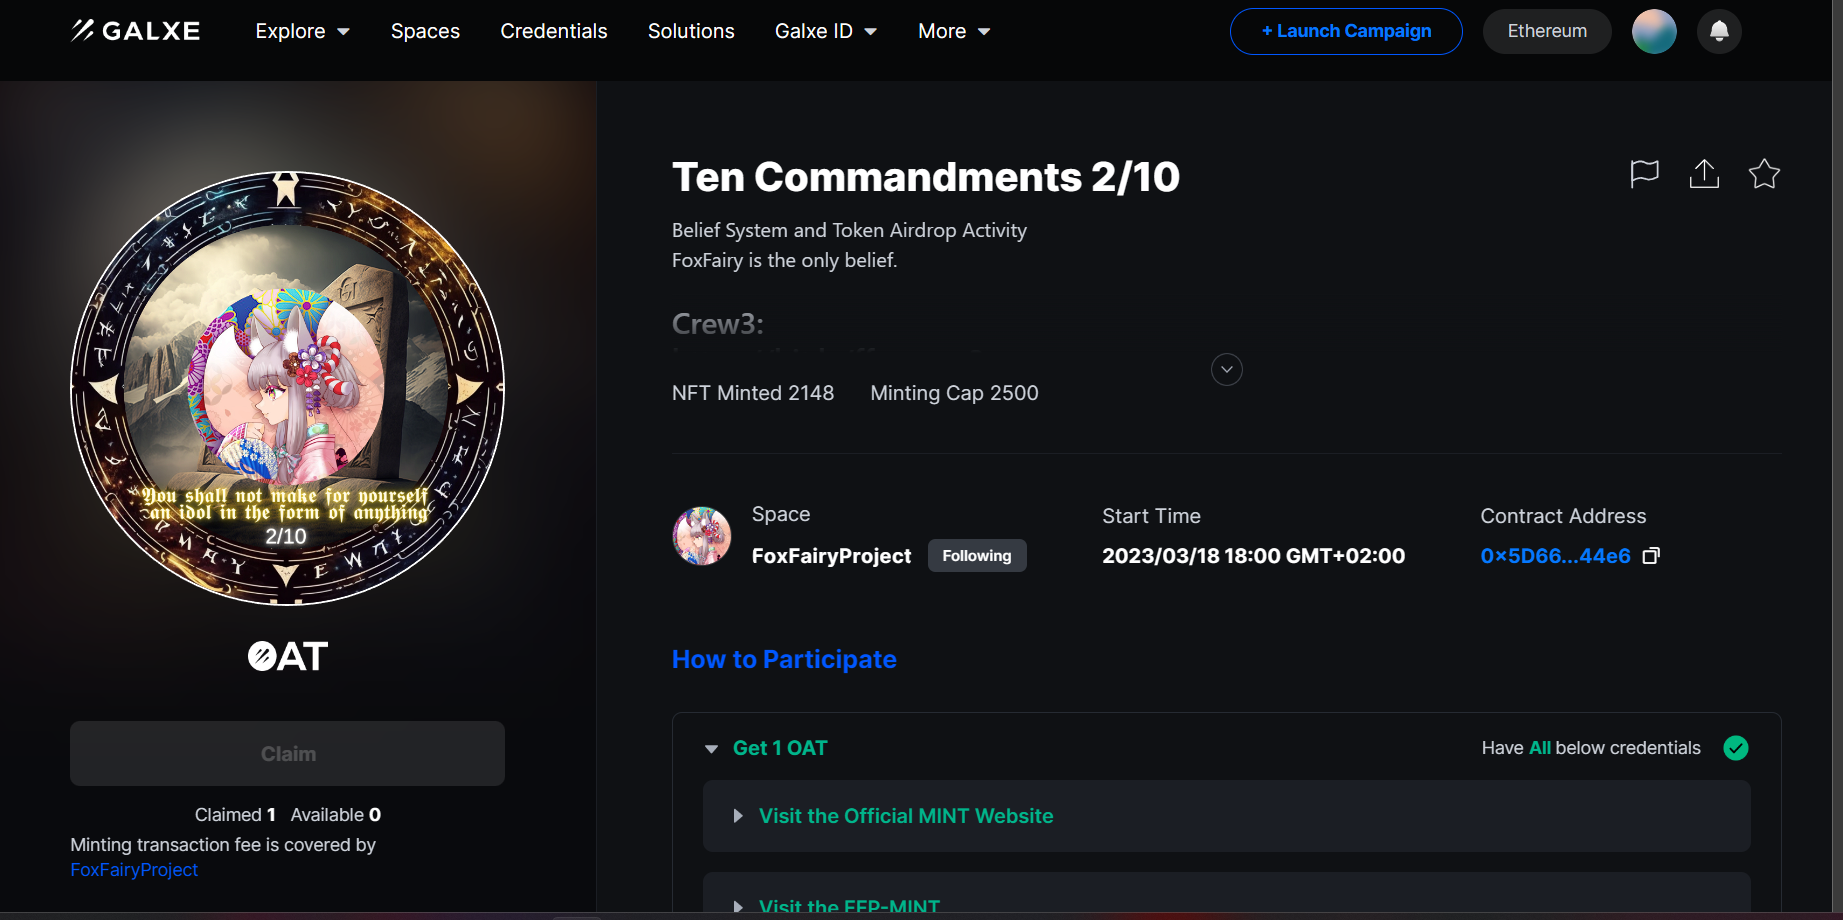 GALXE
Explore
Spaces
Credentials
Solutions
Galxe ID
More
+ Launch Campaign
Ethereum
You shall not make for yourself
an idol in the form of anything
2/10
OAT
Claim
Claimed 1 Available 0
Minting transaction fee is covered by
FoxFairyProject
Ten Commandments 2/10
Belief System and Token Airdrop Activity
FoxFairy is the only belief.
Crew3:
NFT Minted 2148 Minting Cap 2500
Space
FoxFairyProject
Following
Start Time
2023/03/18 18:00 GMT+02:00
Contract Address
0x5D66...44e6
How to Participate
Get 1 OAT
Have All below credentials
Visit the Official MINT Website
Visit the FFP-MINT